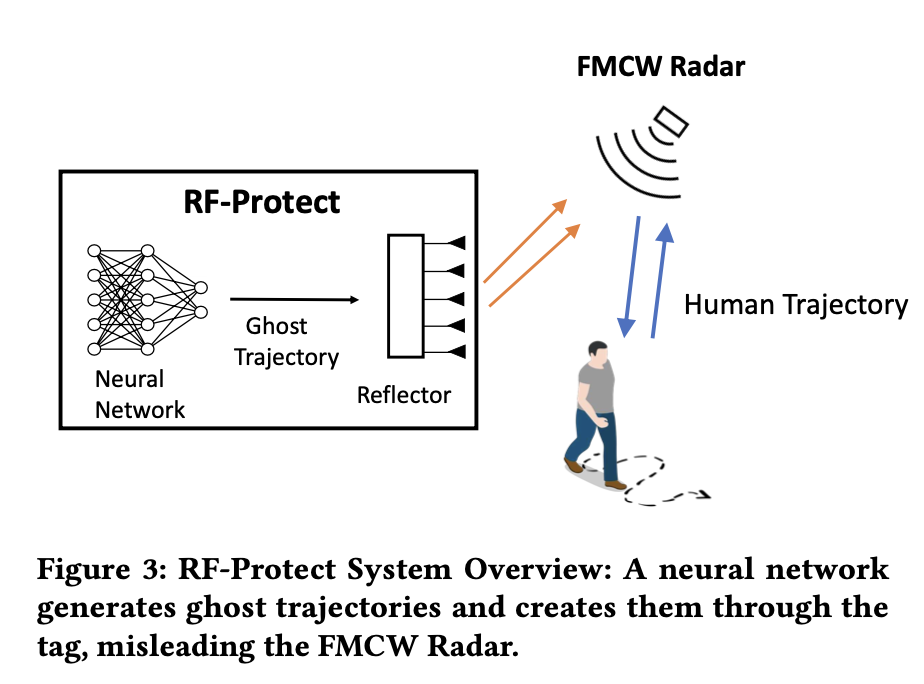 FMCW Radar
RF-Protect
Ghost
Trajectory
Neural
Network
Reflector
Human Trajectory
Figure 3: RF-Protect System Overview: A neural network
generates ghost trajectories and creates them through the
tag, misleading the FMCW Radar.